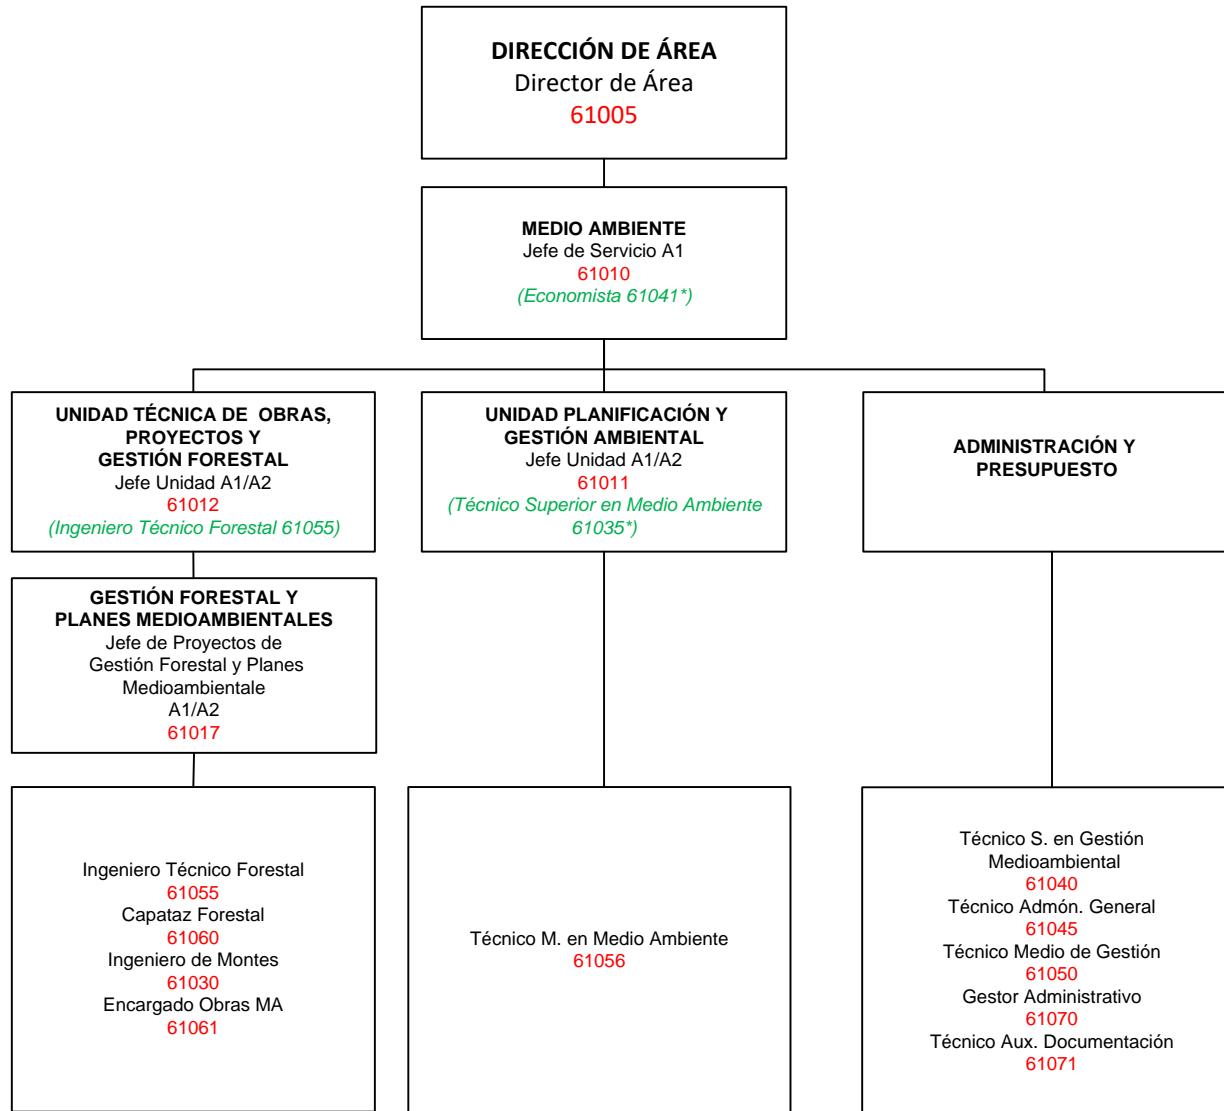 DIRECCIÓN DE ÁREA
Director de Área
61005
MEDIO AMBIENTE
Jefe de Servicio A1
61010
(Economista 61041*)
UNIDAD TÉCNICA DE OBRAS,
PROYECTOS Y
GESTIÓN FORESTAL
Jefe Unidad A1/A2
61012
(Ingeniero Técnico Forestal 61055)
UNIDAD PLANIFICACIÓN Y
GESTIÓN AMBIENTAL
Jefe Unidad A1/A2
61011
(Técnico Superior en Medio Ambiente
61035*)
ADMINISTRACIÓN Y
PRESUPUESTO
GESTIÓN FORESTAL Y
PLANES MEDIOAMBIENTALES
Jefe de Proyectos de
Gestión Forestal y Planes
Medioambientale
A1/A2
61017
Ingeniero Técnico Forestal
61055
Capataz Forestal
61060
Ingeniero de Montes
61030
Encargado Obras MA
61061
Técnico M. en Medio Ambiente
61056
Técnico S. en Gestión
Medioambiental
61040
Técnico Admón. General
61045
Técnico Medio de Gestión
61050
Gestor Administrativo
61070
Técnico Aux. Documentación
61071